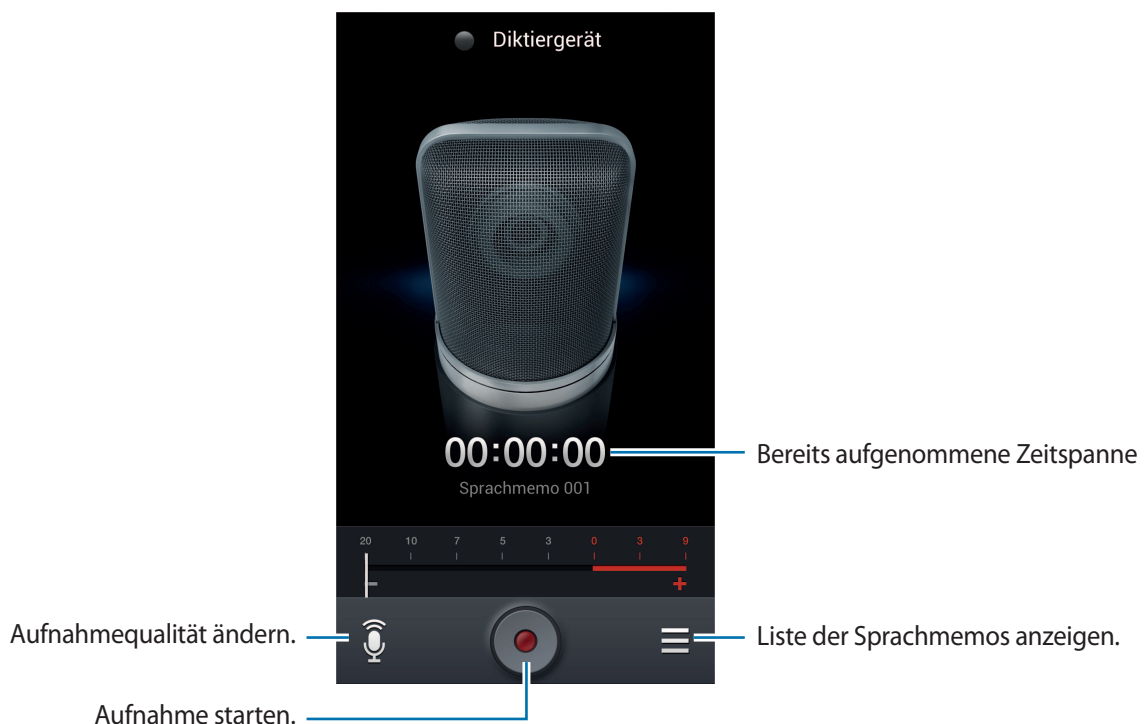 Diktiergerät
00:00:00
Bereits aufgenommene Zeitspanne
Sprachmemo 001
20 10 7 5 3 0 3 9
− +
Aufnahmequalität ändern.
Liste der Sprachmemos anzeigen.
Aufnahme starten.